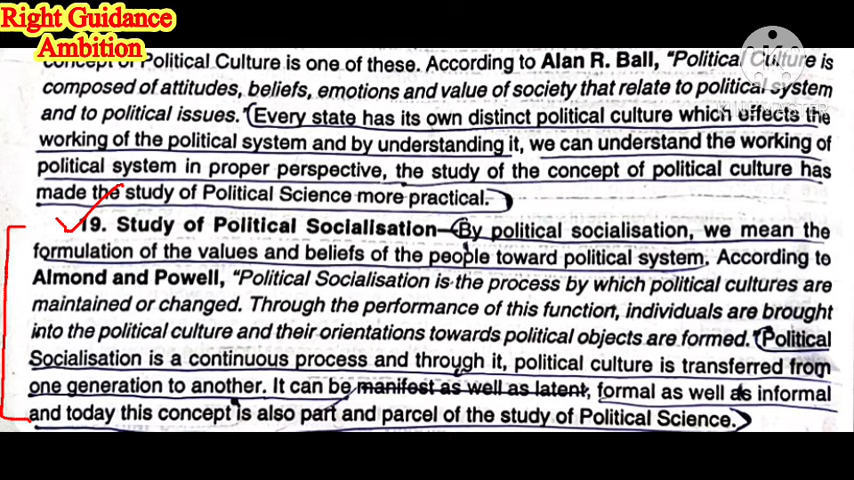 Right Guidance
Ambition
concept of Political Culture is one of these. According to Alan R. Ball, "Political Culture is
composed of attitudes, beliefs, emotions and value of society that relate to political system
and to political issues." Every state has its own distinct political culture which effects the
working of the political system and by understanding it, we can understand the working of
political system in proper perspective, the study of the concept of political culture has
made the study of Political Science more practical.
19. Study of Political Socialisation—By political socialisation, we mean the
formulation of the values and beliefs of the people toward political system. According to
Almond and Powell, "Political Socialisation is the process by which political cultures are
maintained or changed. Through the performance of this function, individuals are brought
into the political culture and their orientations towards political objects are formed." Political
Socialisation is a continuous process and through it, political culture is transferred from
one generation to another. It can be manifest as well as latent, formal as well as informal
and today this concept is also part and parcel of the study of Political Science.